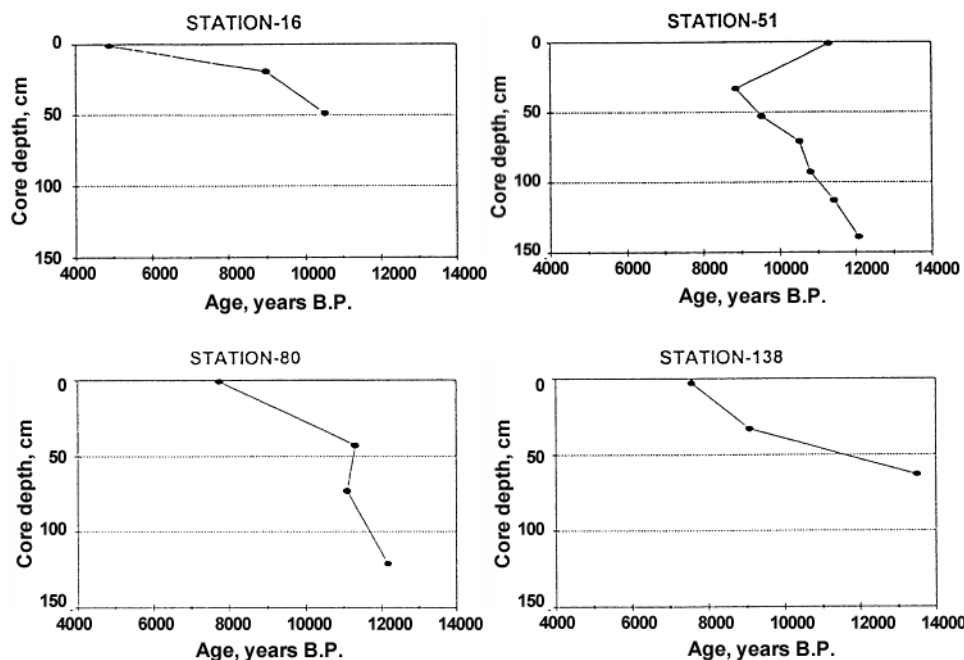 STATION-16
0
50
100
150
Core depth, cm
4000 6000 8000 10000 12000 14000
Age, years B.P.
STATION-51
0
50
100
150
Core depth, cm
4000 6000 8000 10000 12000 14000
Age, years B.P.
STATION-80
0
50
100
150
Core depth, cm
4000 6000 8000 10000 12000 14000
Age, years B.P.
STATION-138
0
50
100
150
Core depth, cm
4000 6000 8000 10000 12000 14000
Age, years B.P.